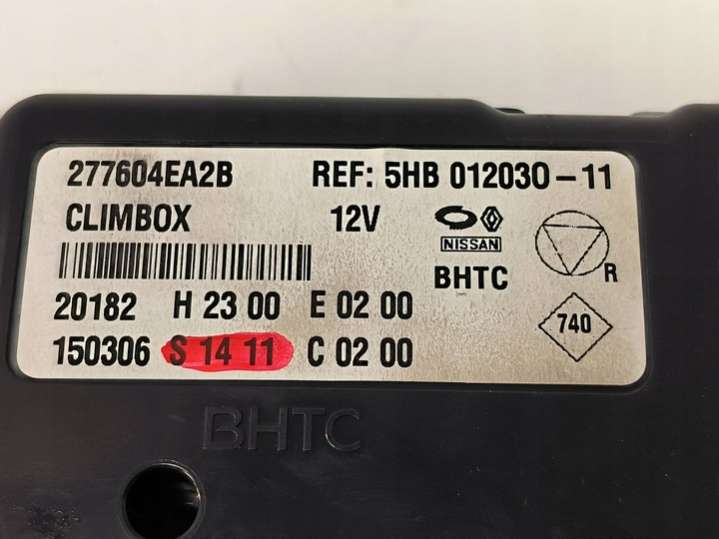 277604EA2B REF: 5HB 012030-11
CLIMBOX 12V
NISSAN
BHTC R
20182 H 23 00 E 02 00
740
150306 S 14 11 C 02 00
BHTC